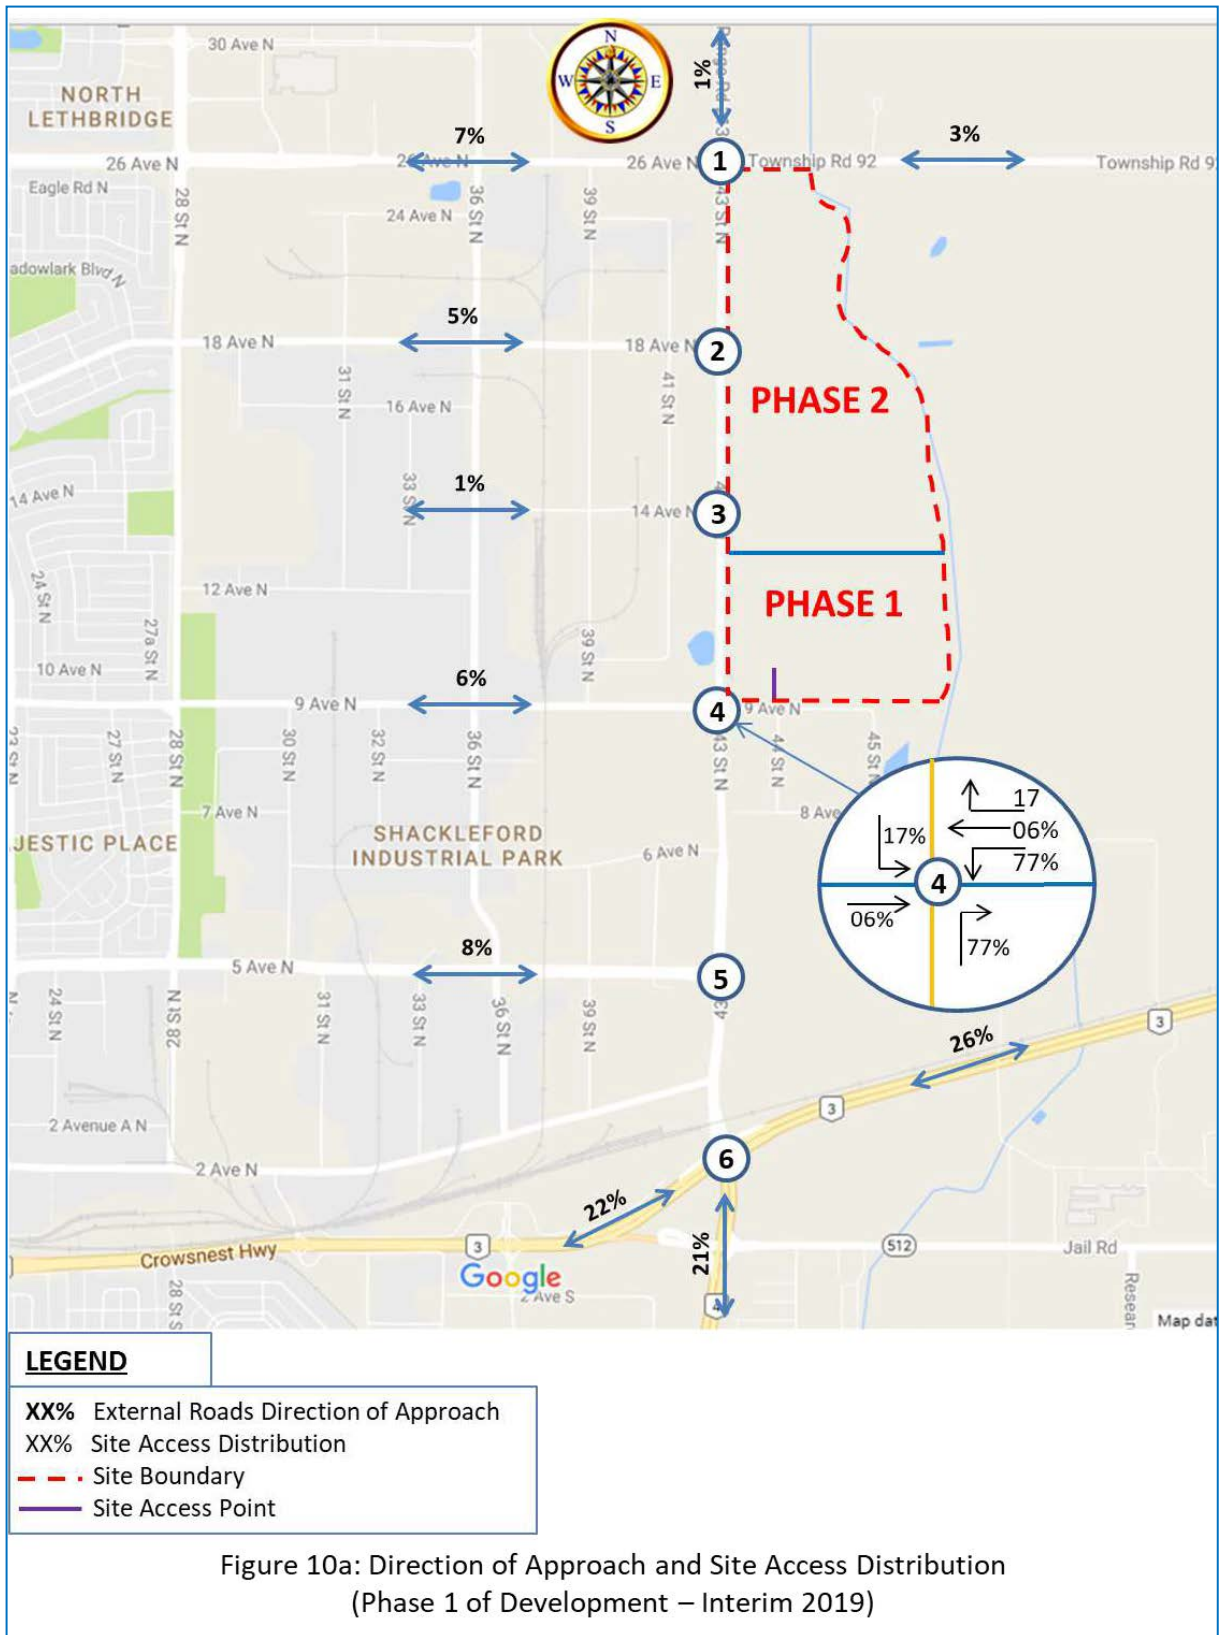 30 Ave N
N
W
E
S
1%
NORTH
LETHBRIDGE
7%
3%
26 Ave N
26 Ave N
26 Ave N
1
Township Rd 92
Township Rd 9
Eagle Rd N
28 St N
36 St N
39 St N
43 St N
24 Ave N
adowlark Blvd N
5%
18 Ave N
18 Ave N
2
31 St N
41 St N
16 Ave N
PHASE 2
1%
14 Ave N
33 St N
14 Ave N
3
12 Ave N
24 St N
PHASE 1
27a St N
39 St N
10 Ave N
6%
9 Ave N
4
9 Ave N
27 St N
28 St N
30 St N
32 St N
36 St N
43 St N
44 St N
45 St N
7 Ave N
8 Ave
17
06%
17%
77%
4
06%
77%
JESTIC PLACE
SHACKLEFORD
INDUSTRIAL PARK
6 Ave N
8%
5 Ave N
5
24 St N
28 St N
31 St N
33 St N
36 St N
39 St N
43
26%
3
3
2 Avenue A N
6
2 Ave N
22%
21%
Crowsnest Hwy
3
512
Jail Rd
Google
2 Ave S
28 St S
4
Resear
Map dat
LEGEND
XX% External Roads Direction of Approach
XX% Site Access Distribution
Site Boundary
Site Access Point
Figure 10a: Direction of Approach and Site Access Distribution
(Phase 1 of Development – Interim 2019)